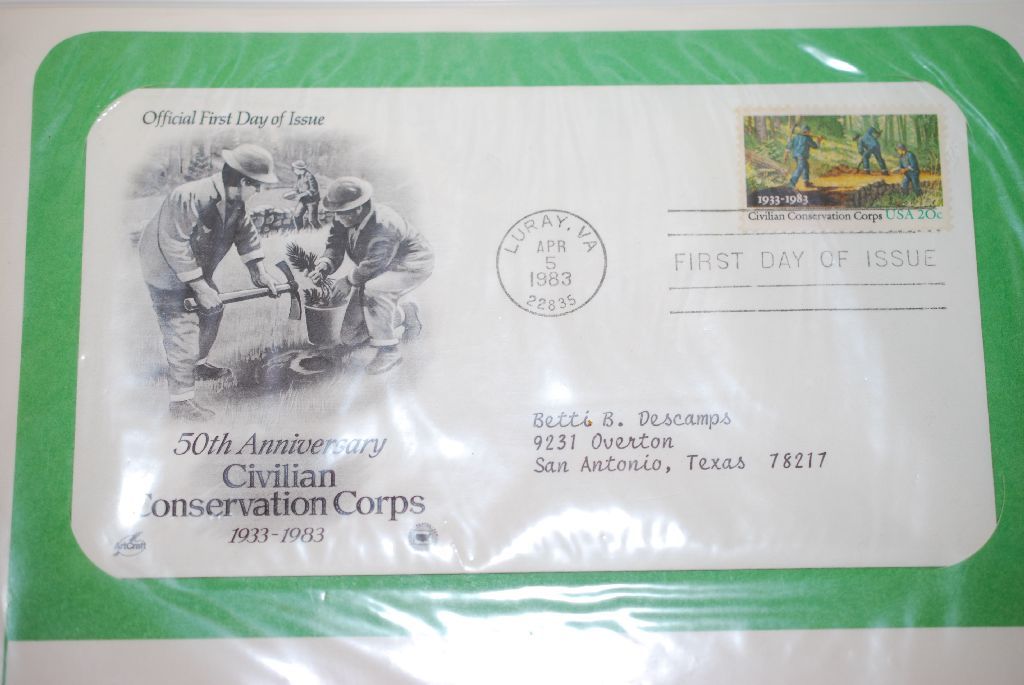 Official First Day of Issue
1933-1983
Civilian Conservation Corps USA 20c
LURAY, VA
APR
5
1983
22835
FIRST DAY OF ISSUE
Betti B. Descamps
9231 Overton
San Antonio, Texas 78217
50th Anniversary
Civilian
Conservation Corps
1933-1983
ArtCraft